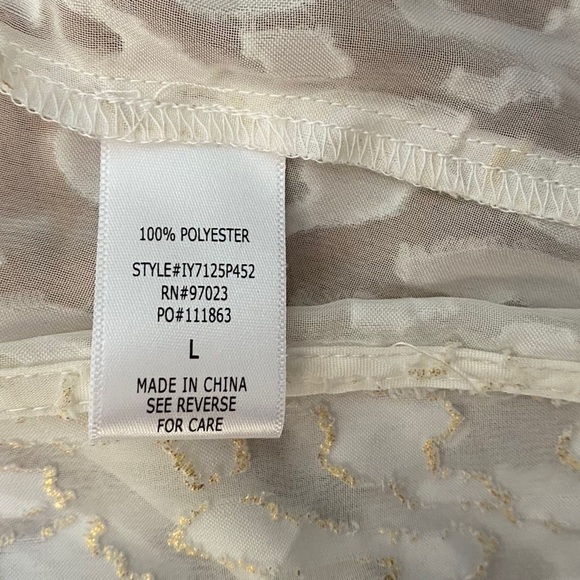 100% POLYESTER
STYLE#IY7125P452
RN#97023
PO#111863
L
MADE IN CHINA
SEE REVERSE
FOR CARE